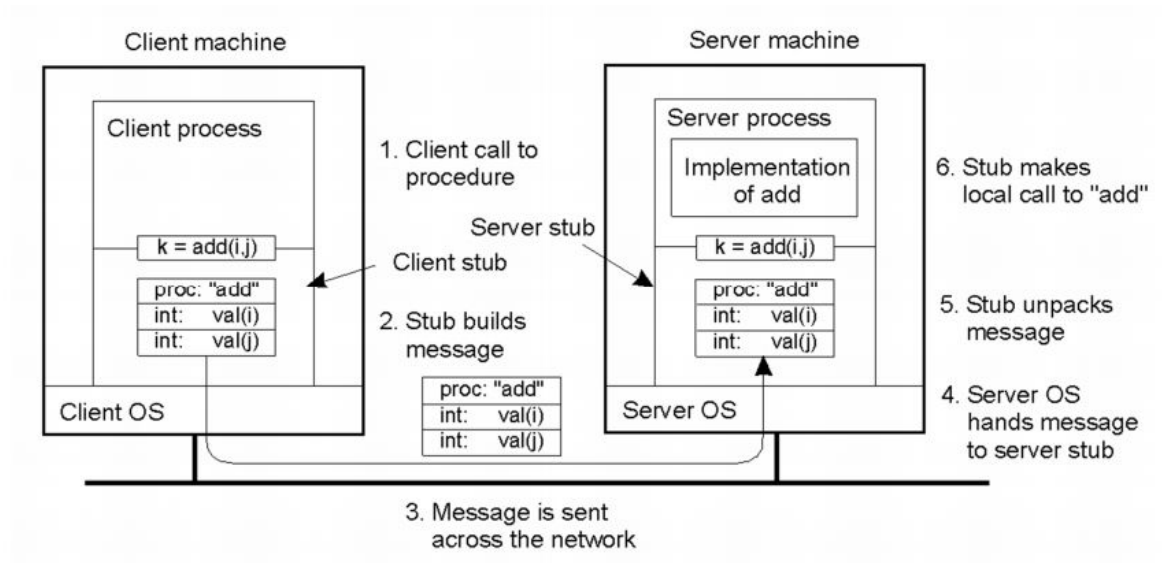 Client machine
Server machine
Client process
1. Client call to
procedure
Server process
Implementation
of add
6. Stub makes
local call to "add"
Server stub
k = add(i,j)
k = add(i,j)
Client stub
proc: "add"
int: val(i)
int: val(j)
proc: "add"
int: val(i)
int: val(j)
2. Stub builds
message
5. Stub unpacks
message
proc: "add"
int: val(i)
int: val(j)
Client OS
Server OS
4. Server OS
hands message
to server stub
3. Message is sent
across the network